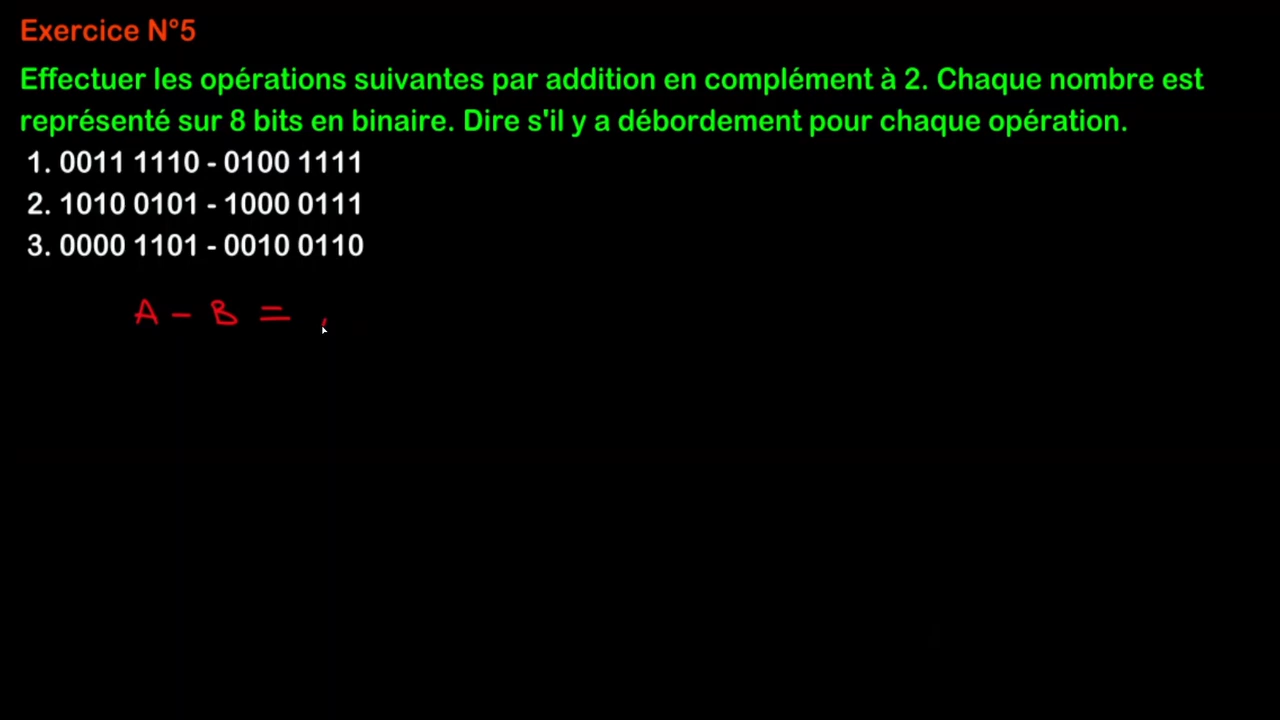 Exercice N°5
Effectuer les opérations suivantes par addition en complément à 2. Chaque nombre est
représenté sur 8 bits en binaire. Dire s'il y a débordement pour chaque opération.
1. 0011 1110 - 0100 1111
2. 1010 0101 - 1000 0111
3. 0000 1101 - 0010 0110
A - B =